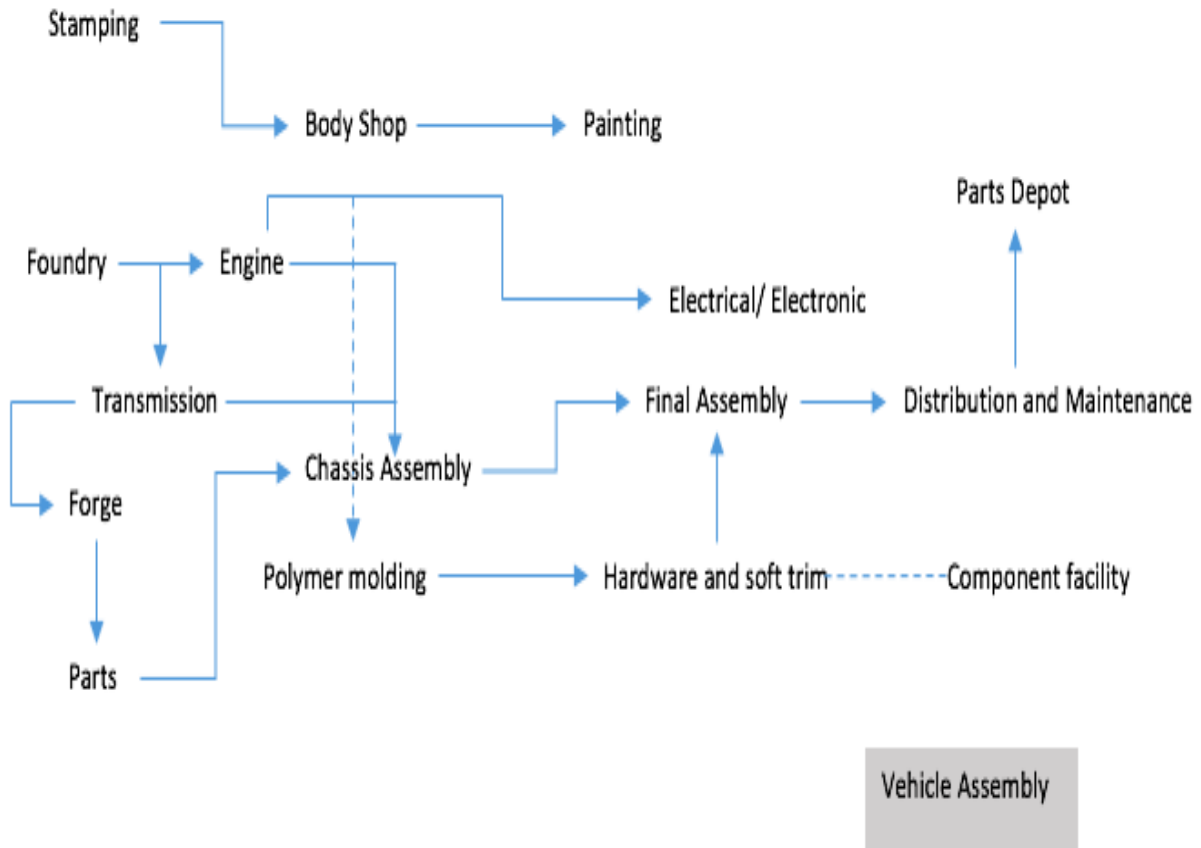 Stamping
Body Shop
Painting
Parts Depot
Foundry
Engine
Electrical/ Electronic
Transmission
Final Assembly
Distribution and Maintenance
Chassis Assembly
Forge
Polymer molding
Hardware and soft trim
Component facility
Parts
Vehicle Assembly